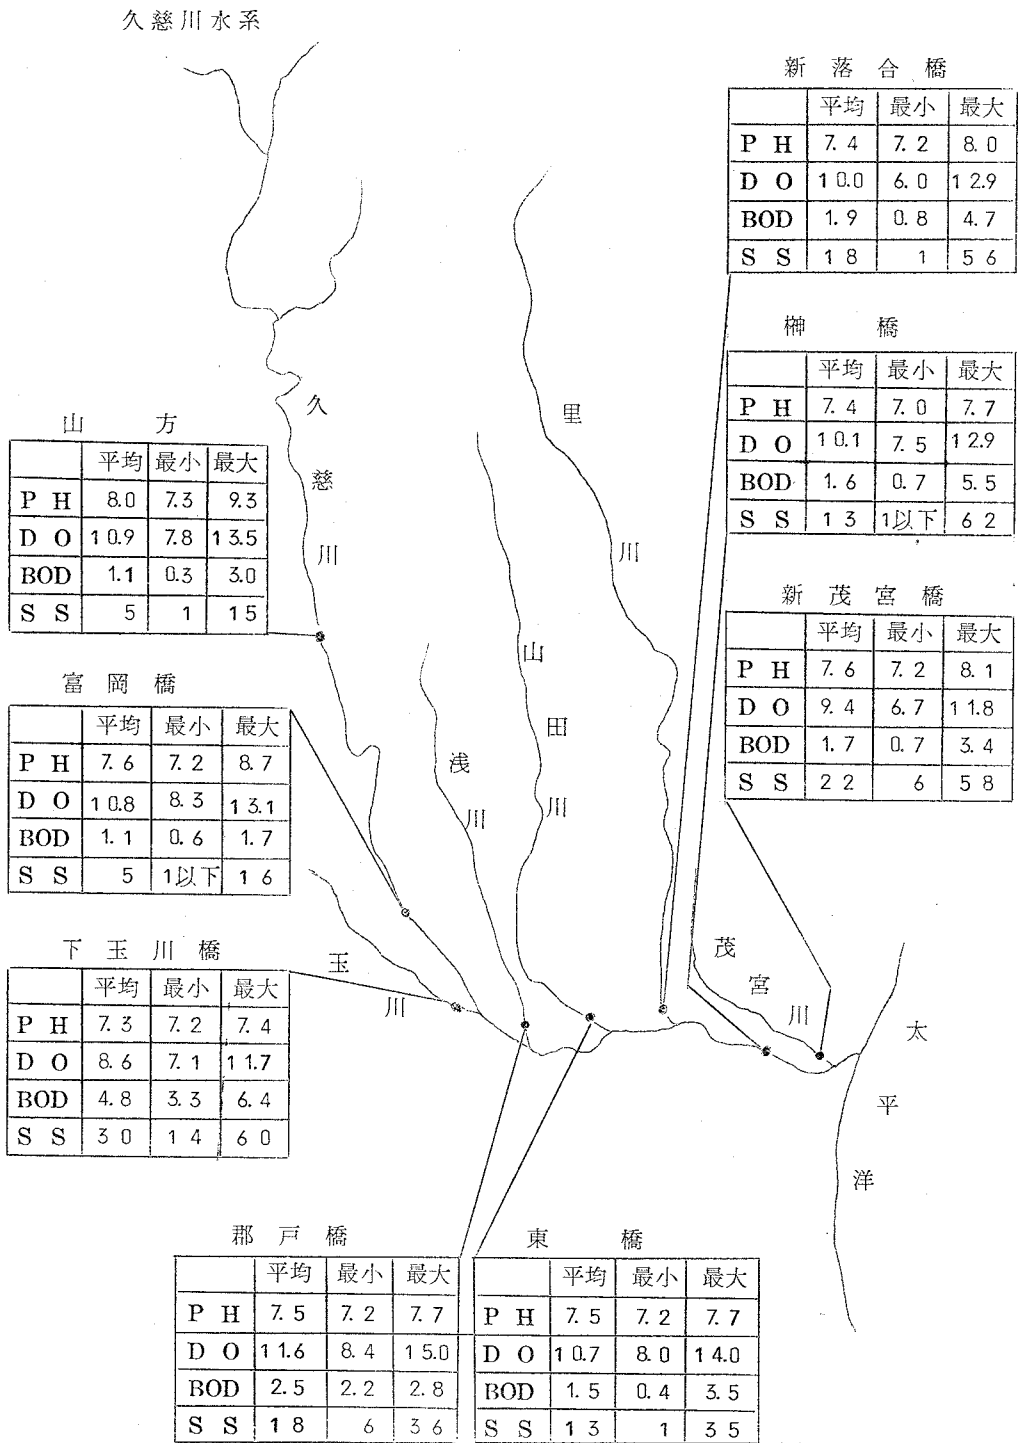 久慈川水系
新落合橋
平均 最小 最大
PH 7.4 7.2 8.0
DO 10.0 6.0 12.9
BOD 1.9 0.8 4.7
SS 18 1 56
榊橋
平均 最小 最大
PH 7.4 7.0 7.7
DO 10.1 7.5 12.9
BOD 1.6 0.7 5.5
SS 13 1以下 62
新茂宮橋
平均 最小 最大
PH 7.6 7.2 8.1
DO 9.4 6.7 11.8
BOD 1.7 0.7 3.4
SS 22 6 58
山方
平均 最小 最大
PH 8.0 7.3 9.3
DO 10.9 7.8 13.5
BOD 1.1 0.3 3.0
SS 5 1 15
富岡橋
平均 最小 最大
PH 7.6 7.2 8.7
DO 10.8 8.3 13.1
BOD 1.1 0.6 1.7
SS 5 1以下 16
下玉川橋
平均 最小 最大
PH 7.3 7.2 7.4
DO 8.6 7.1 11.7
BOD 4.8 3.3 6.4
SS 30 14 60
久慈川
里川
山田川
浅川
玉川
茂宮川
太平洋
郡戸橋
平均 最小 最大
PH 7.5 7.2 7.7
DO 11.6 8.4 15.0
BOD 2.5 2.2 2.8
SS 18 6 36
東橋
平均 最小 最大
PH 7.5 7.2 7.7
DO 10.7 8.0 14.0
BOD 1.5 0.4 3.5
SS 13 1 35